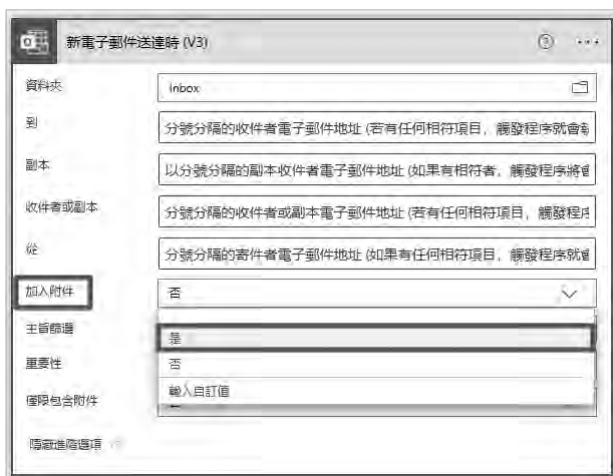 新電子郵件送達時 (V3)
資料夾
Inbox
到
分號分隔的收件者電子郵件地址 (若有任何相符項目，觸發程序就會執
副本
以分號分隔的副本收件者電子郵件地址 (如果有相符者，觸發程序將會
收件者或副本
分號分隔的收件者或副本電子郵件地址 (若有任何相符項目，觸發程序
從
分號分隔的寄件者電子郵件地址 (如果有任何相符項目，觸發程序就會
加入附件
否
主旨篩選
是
重要性
否
僅限包含附件
輸入自訂值
隱藏進階選項